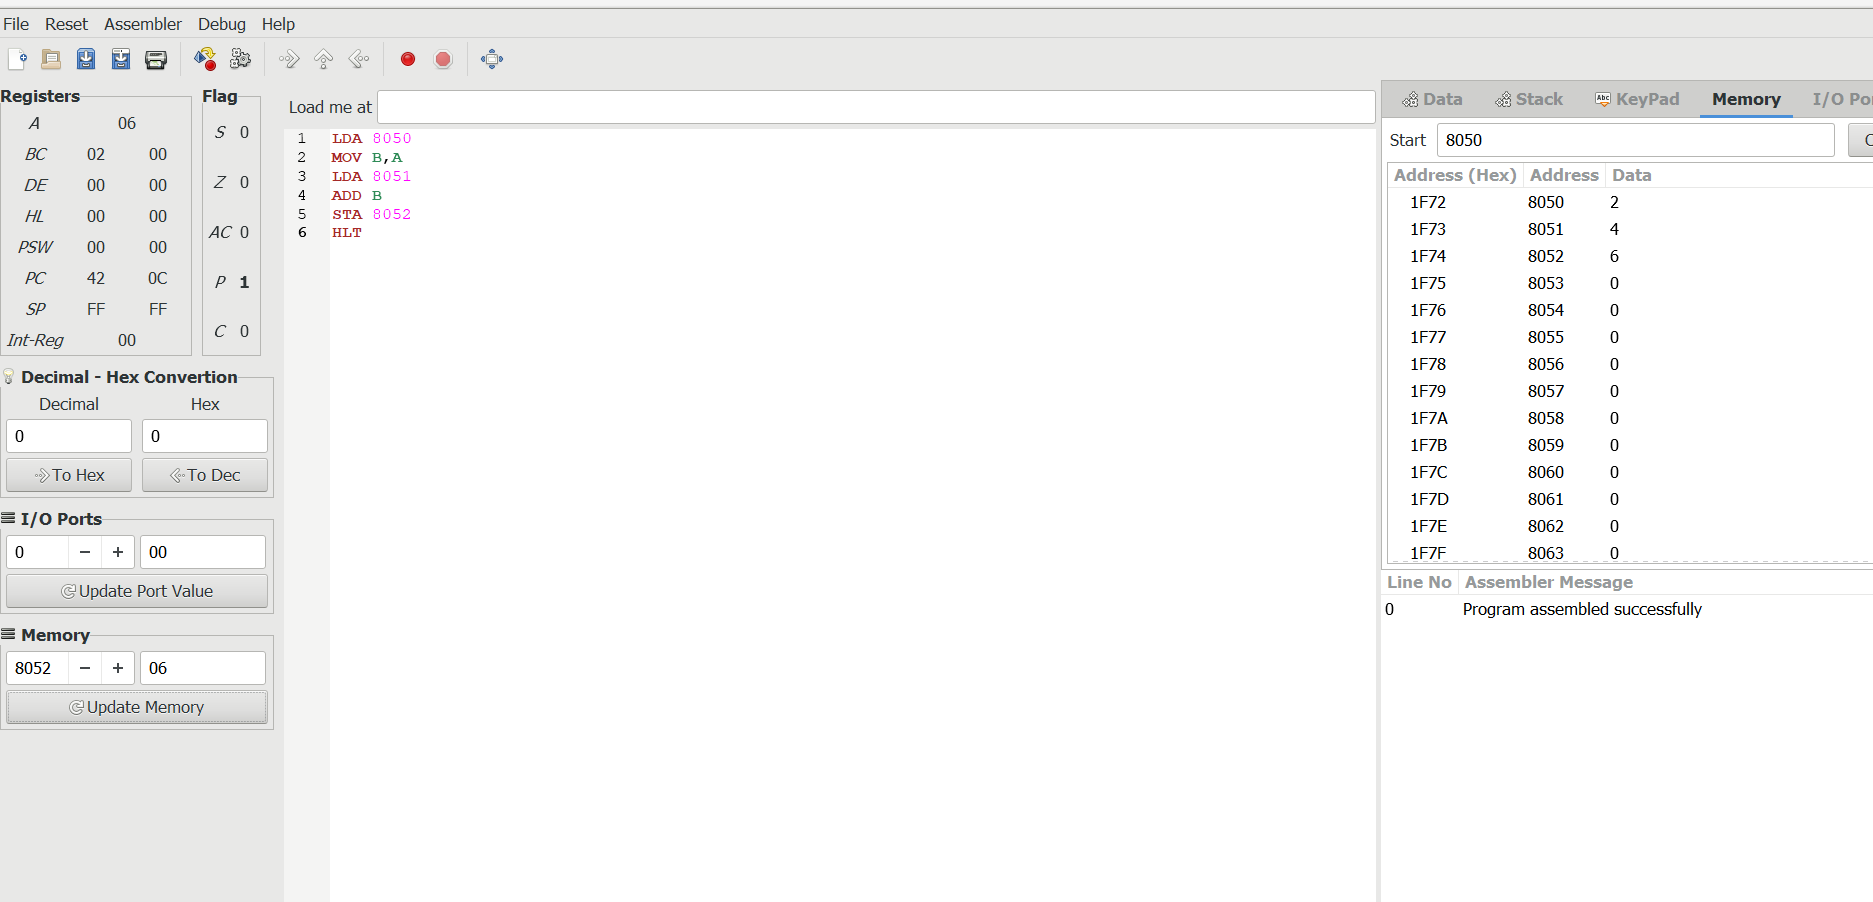 File Reset Assembler Debug Help
Registers
A 06
BC 02 00
DE 00 00
HL 00 00
PSW 00 00
PC 42 0C
SP FF FF
Int-Reg 00
Flag
S 0
Z 0
AC 0
P 1
C 0
Decimal - Hex Convertion
Decimal Hex
0 0
To Hex To Dec
I/O Ports
0 − + 00
Update Port Value
Memory
8052 − + 06
Update Memory
Load me at
1 LDA 8050
2 MOV B,A
3 LDA 8051
4 ADD B
5 STA 8052
6 HLT
Data Stack Abc KeyPad Memory I/O Po
Start 8050
Address (Hex) Address Data
1F72 8050 2
1F73 8051 4
1F74 8052 6
1F75 8053 0
1F76 8054 0
1F77 8055 0
1F78 8056 0
1F79 8057 0
1F7A 8058 0
1F7B 8059 0
1F7C 8060 0
1F7D 8061 0
1F7E 8062 0
1F7F 8063 0
Line No Assembler Message
0 Program assembled successfully